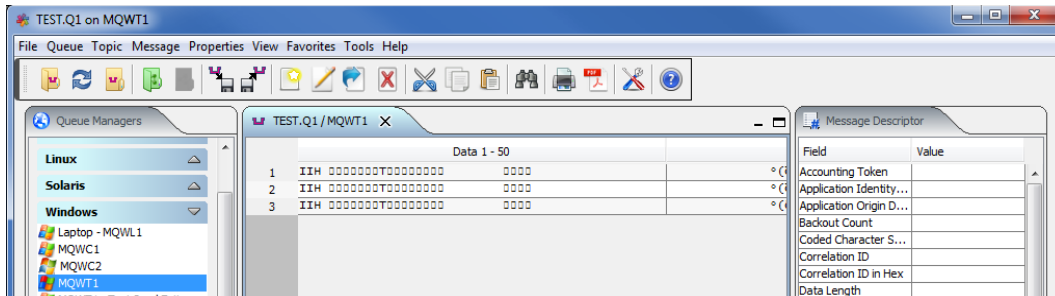 TEST.Q1 on MQWT1
File Queue Topic Message Properties View Favorites Tools Help
PDF
Queue Managers
TEST.Q1 / MQWT1
Message Descriptor
Data 1 - 50
Field Value
Linux
Solaris
Windows
Laptop - MQWL1
MQWC1
MQWC2
MQWT1
1 IIH □□□□□□□T□□□□□□□□ □□□□ °(
2 IIH □□□□□□□T□□□□□□□□ □□□□ °(
3 IIH □□□□□□□T□□□□□□□□ □□□□ °(
Accounting Token
Application Identity...
Application Origin D...
Backout Count
Coded Character S...
Correlation ID
Correlation ID in Hex
Data Length